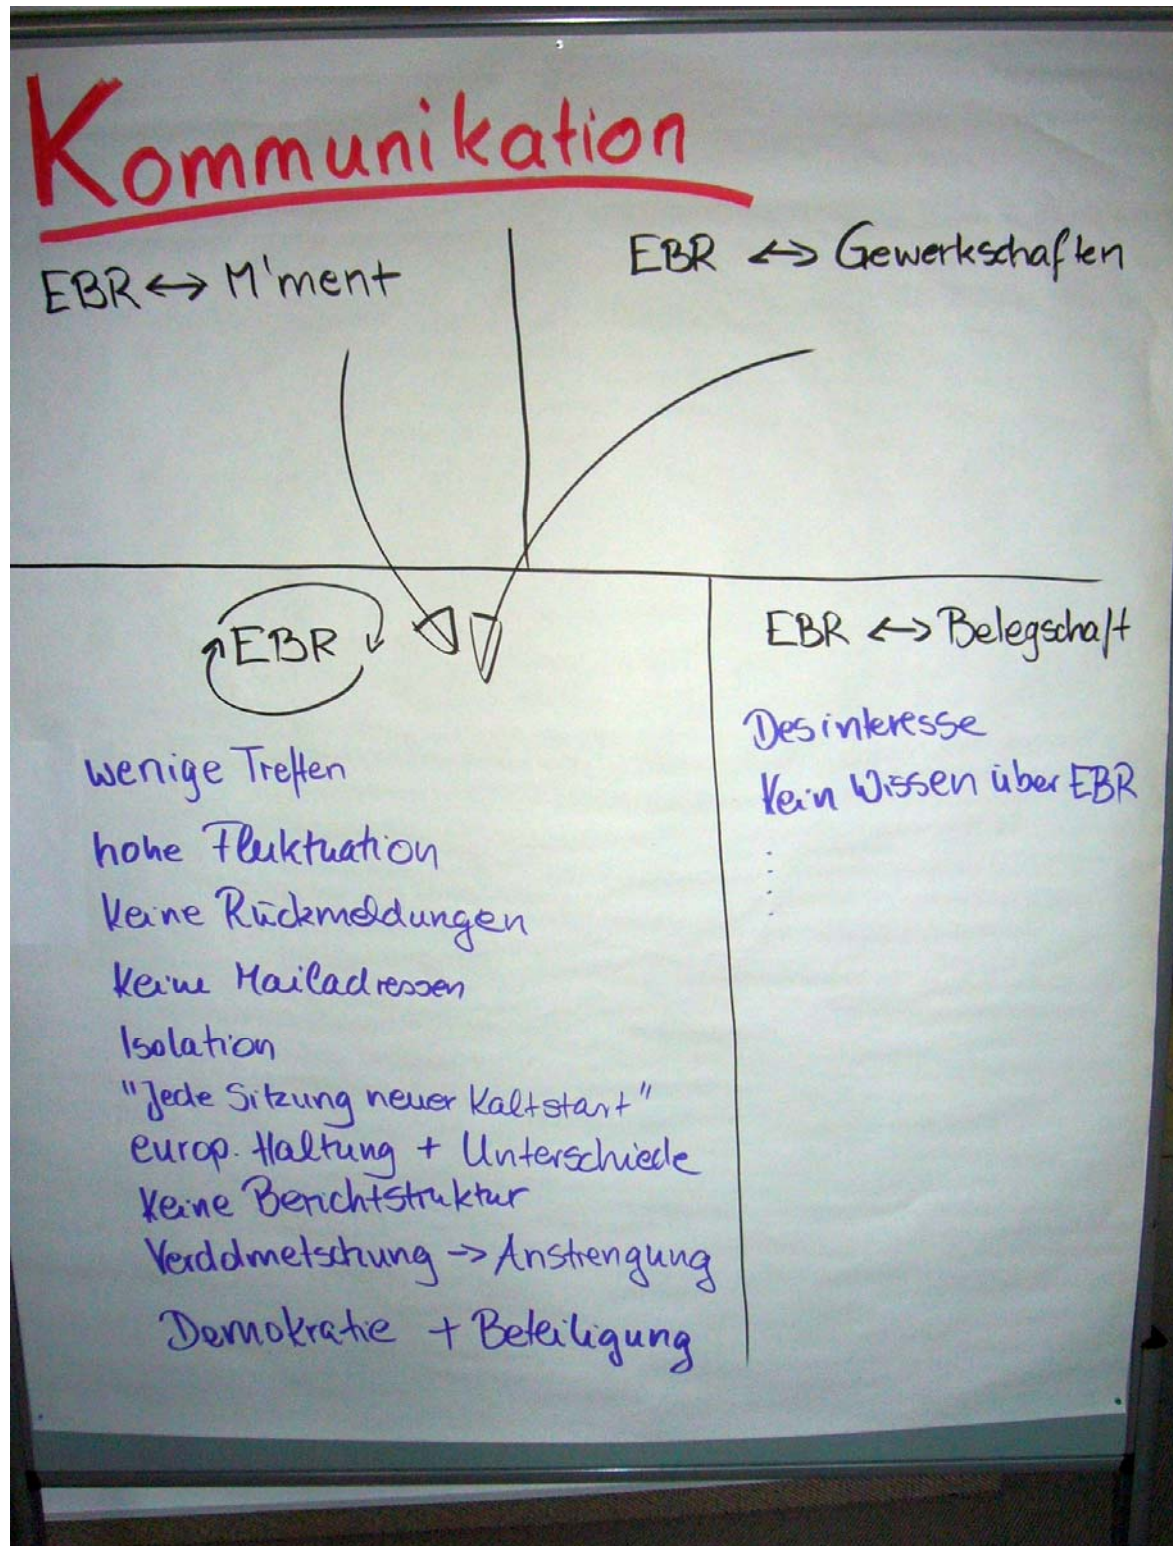 Kommunikation
EBR ↔ M'ment
EBR ↔ Gewerkschaften
EBR
wenige Treffen
hohe Fluktuation
keine Rückmeldungen
keine Mailadressen
Isolation
"Jede Sitzung neuer Kaltstart"
europ. Haltung + Unterschiede
keine Berichtstruktur
Verdolmetschung → Anstrengung
Demokratie + Beteiligung
EBR ↔ Belegschaft
Desinteresse
Kein Wissen über EBR